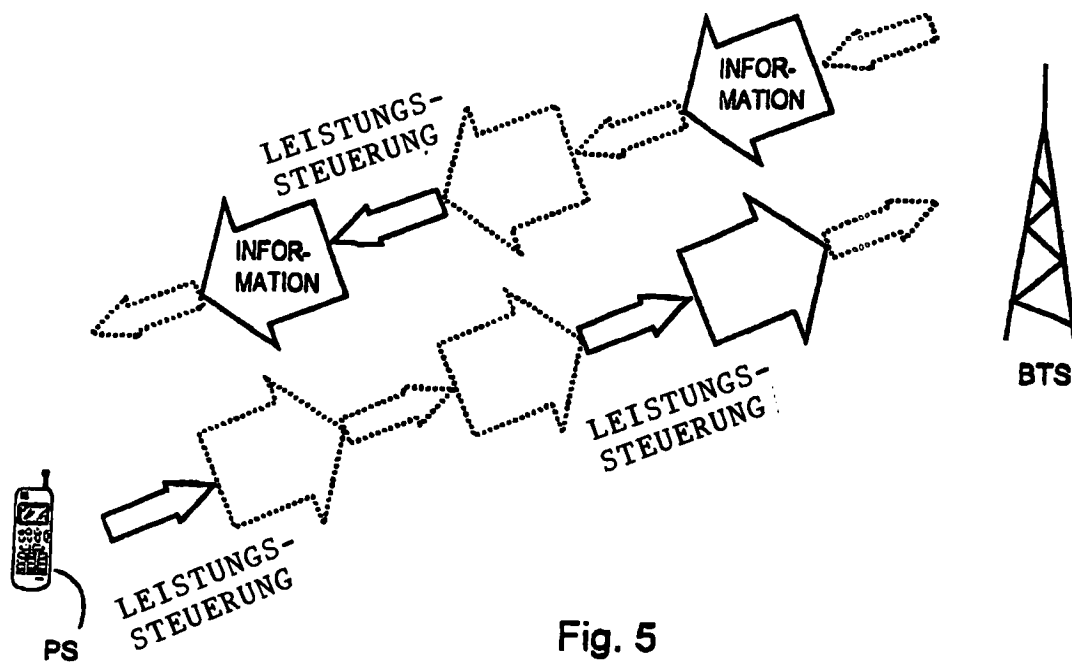 INFOR-
MATION
LEISTUNGS-
STEUERUNG
INFOR-
MATION
BTS
LEISTUNGS-
STEUERUNG
LEISTUNGS-
STEUERUNG
PS
Fig. 5